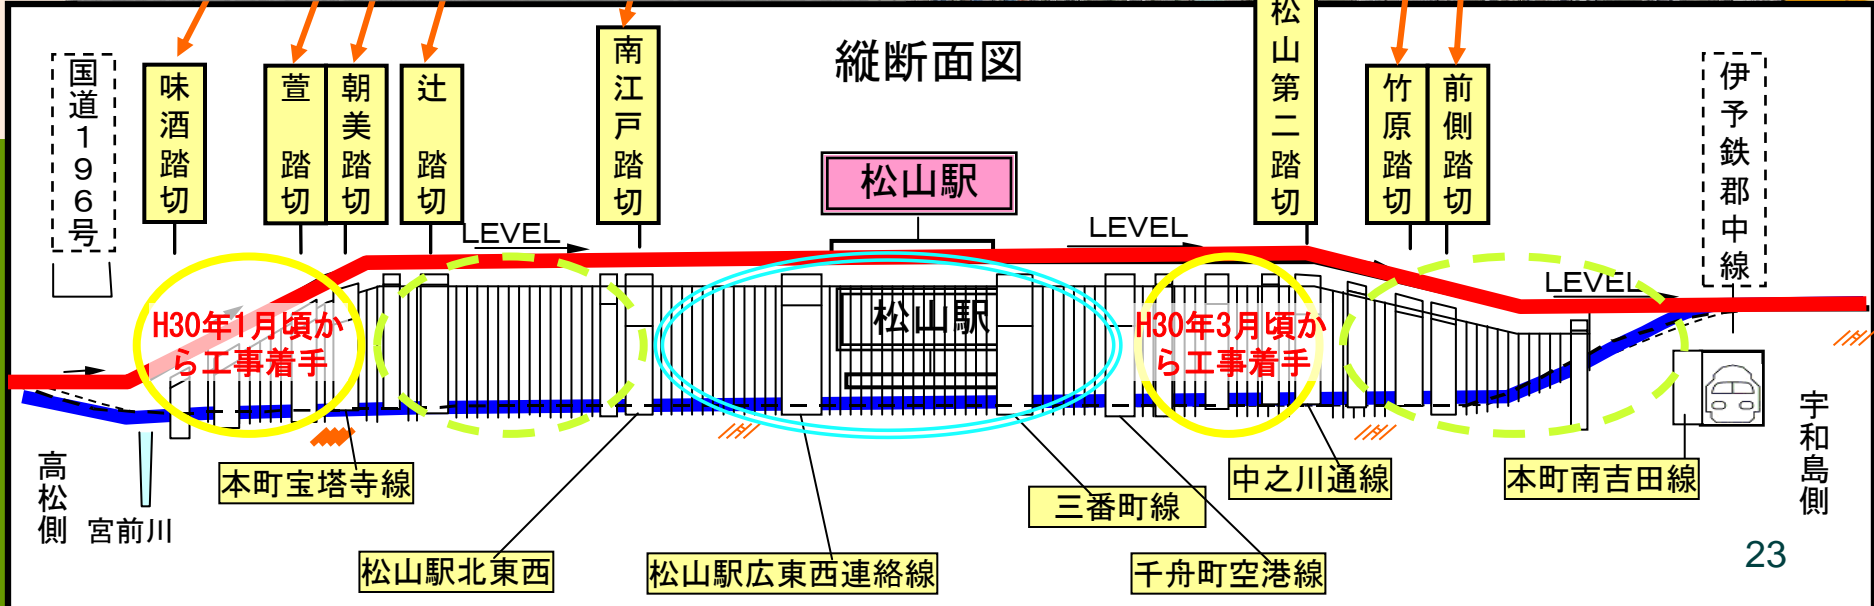 縦断面図
国道196号
味酒踏切
萱 踏切
朝美踏切
辻 踏切
南江戸踏切
松山第二踏切
竹原踏切
前側踏切
伊予鉄郡中線
松山駅
LEVEL
LEVEL
LEVEL
松山駅
H30年1月頃か
ら工事着手
H30年3月頃か
ら工事着手
高松側
宮前川
宇和島側
本町宝塔寺線
中之川通線
本町南吉田線
三番町線
松山駅北東西
松山駅広東西連絡線
千舟町空港線
23